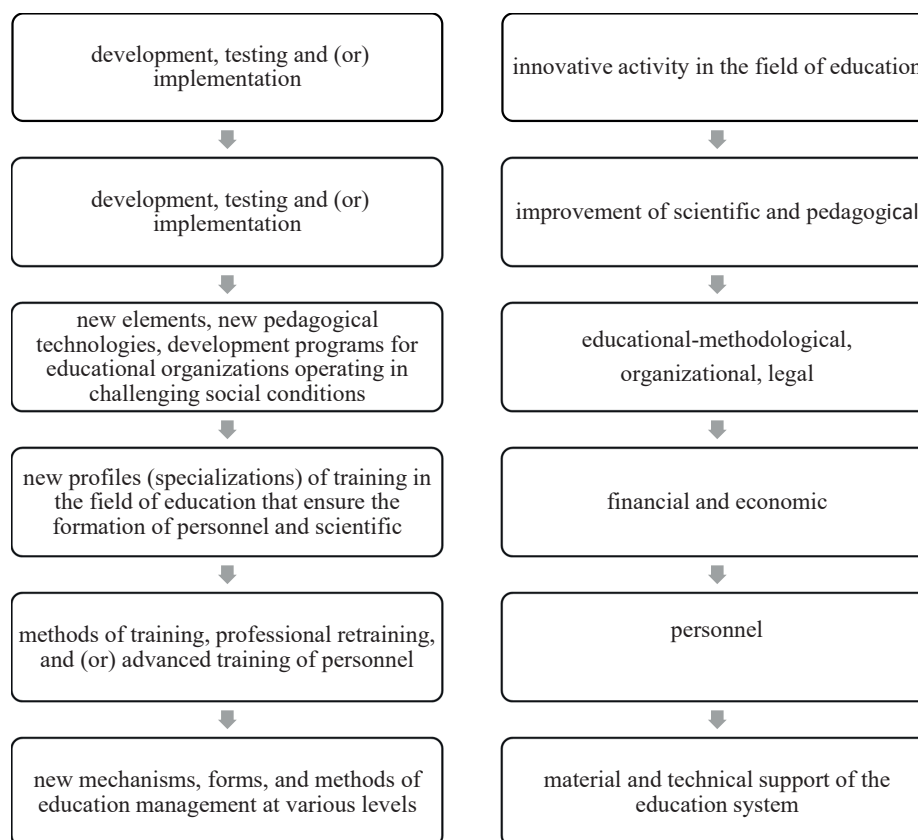 development, testing and (or)
implementation
development, testing and (or)
implementation
new elements, new pedagogical
technologies, development programs for
educational organizations operating in
challenging social conditions
new profiles (specializations) of training in
the field of education that ensure the
formation of personnel and scientific
methods of training, professional retraining,
and (or) advanced training of personnel
new mechanisms, forms, and methods of
education management at various levels
innovative activity in the field of education
improvement of scientific and pedagogical
educational-methodological,
organizational, legal
financial and economic
personnel
material and technical support of the
education system